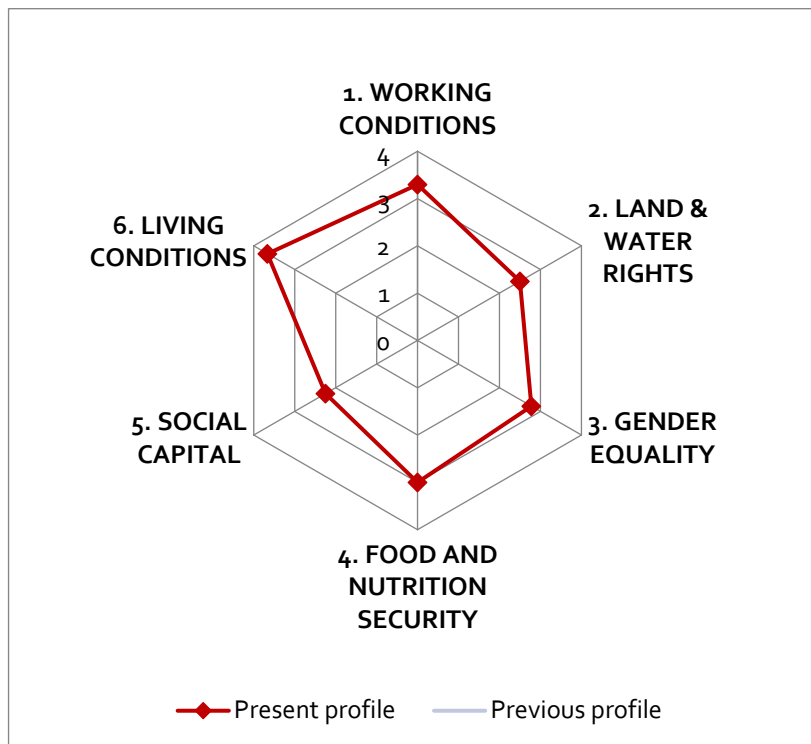 1. WORKING
CONDITIONS
4
3
2
1
0
2. LAND &
WATER
RIGHTS
3. GENDER
EQUALITY
4. FOOD AND
NUTRITION
SECURITY
5. SOCIAL
CAPITAL
6. LIVING
CONDITIONS
Present profile
Previous profile